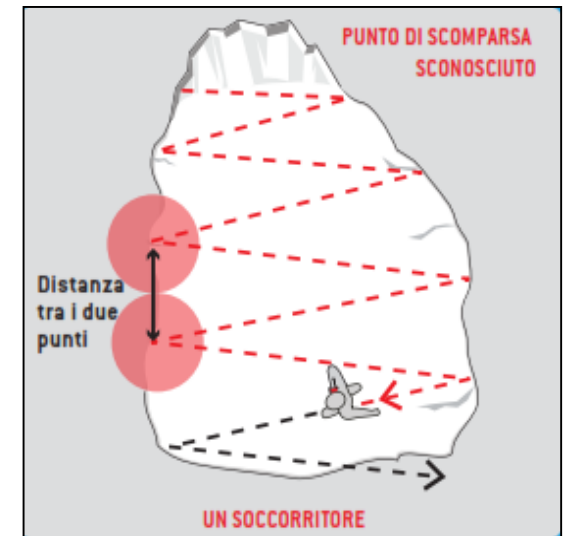 PUNTO DI SCOMPARSA
SCONOSCIUTO
Distanza
tra i due
punti
UN SOCCORRITORE